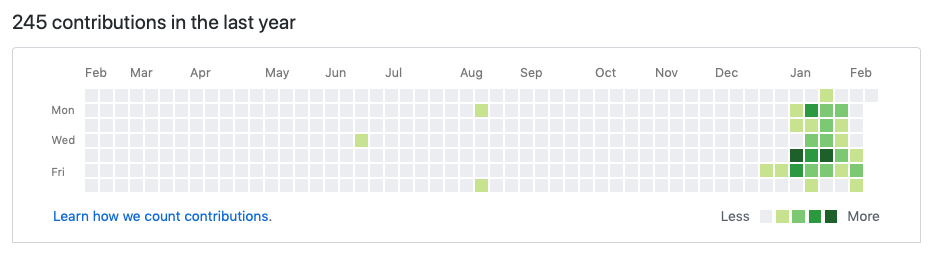 245 contributions in the last year
Feb Mar Apr May Jun Jul Aug Sep Oct Nov Dec Jan Feb
Mon
Wed
Fri
Learn how we count contributions. Less More